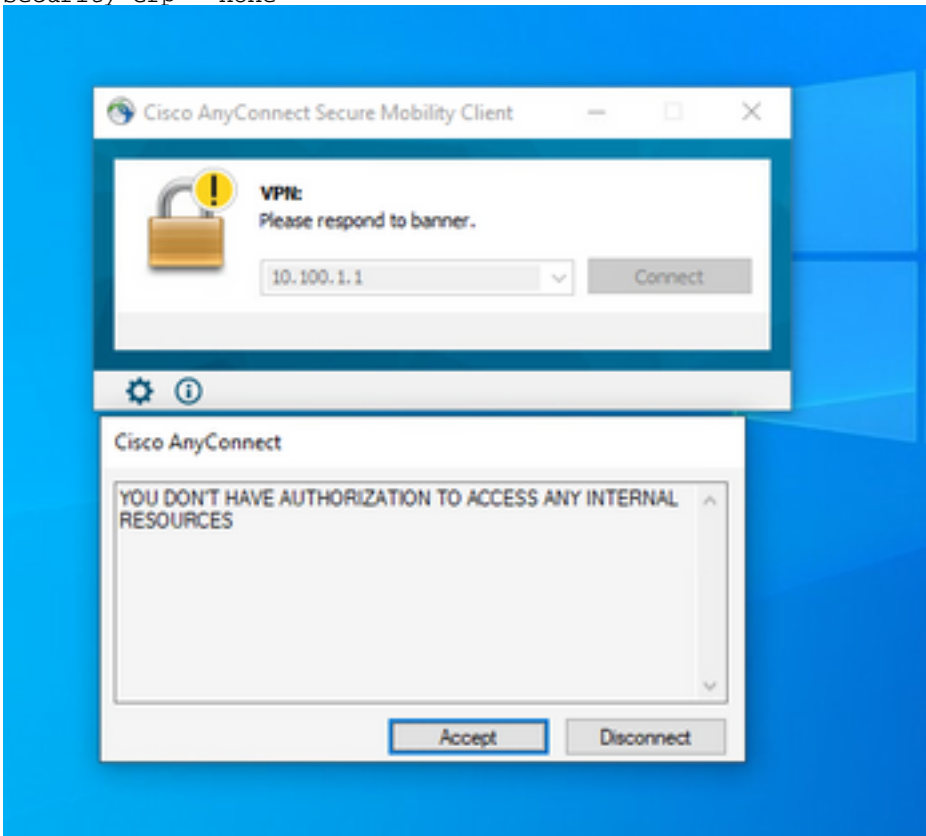 Cisco AnyConnect Secure Mobility Client
VPN:
Please respond to banner.
10.100.1.1
Connect
Cisco AnyConnect
YOU DON'T HAVE AUTHORIZATION TO ACCESS ANY INTERNAL
RESOURCES
Accept
Disconnect